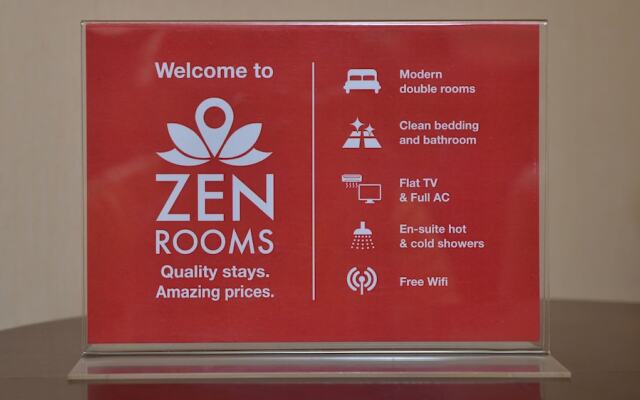 Welcome to
ZEN
ROOMS
Quality stays.
Amazing prices.
Modern
double rooms
Clean bedding
and bathroom
Flat TV
& Full AC
En-suite hot
& cold showers
Free Wifi